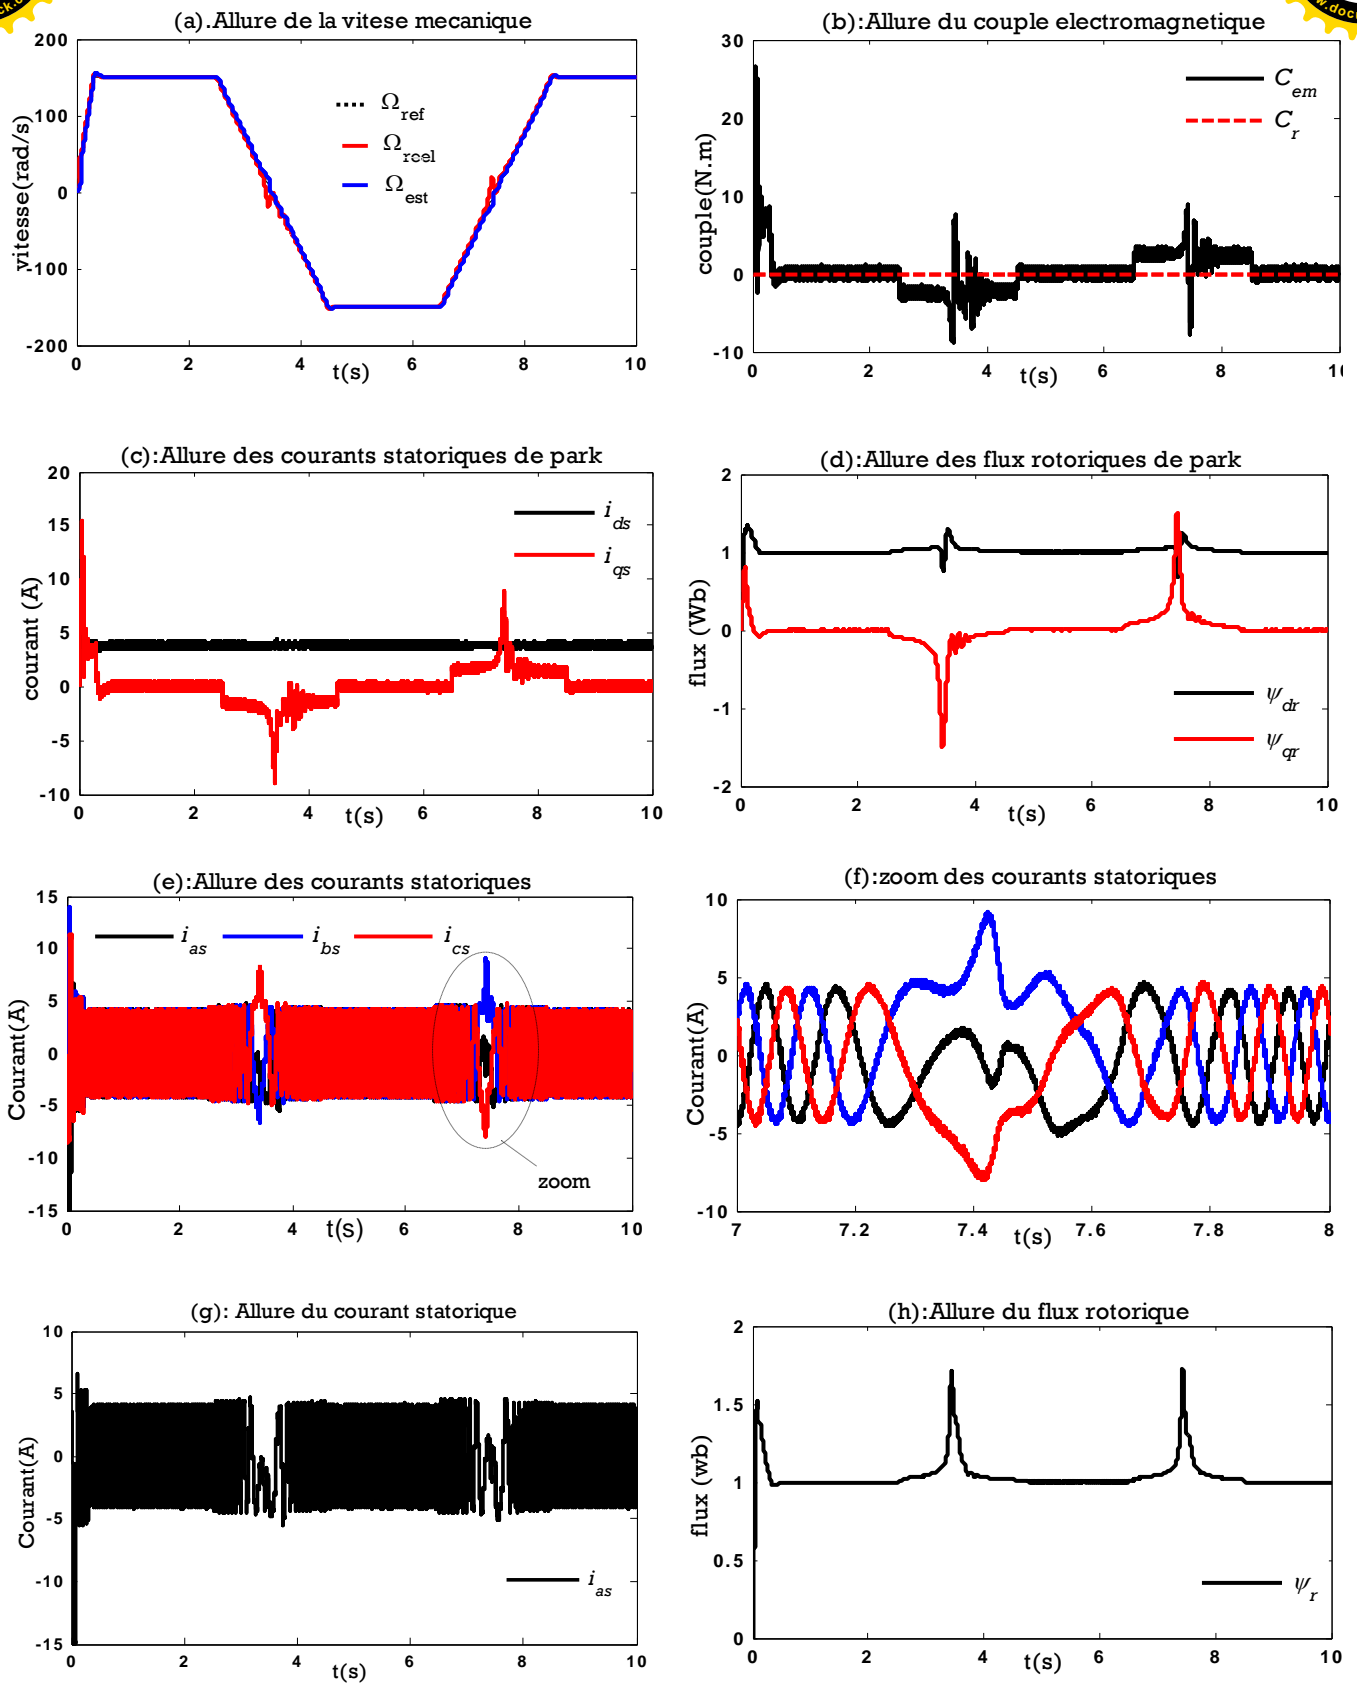 ck.c
w.doc
(a).Allure de la vitese mecanique
200
100
0
-100
-200
vitesse(rad/s)
Ω ref
Ω reel
Ω est
0 2 4 6 8 10
t(s)
(b):Allure du couple electromagnetique
30
20
10
0
-10
couple(N.m)
C em
C r
0 2 4 6 8 1(
t(s)
(c):Allure des courants statoriques de park
20
15
10
5
0
-5
-10
courant (A)
i ds
i qs
0 2 4 6 8 10
t(s)
(d):Allure des flux rotoriques de park
2
1
0
-1
-2
flux (Wb)
ψ dr
ψ qr
0 2 4 6 8 10
t(s)
(e):Allure des courants statoriques
15
10
5
0
-5
-10
-15
Courant(A)
i as i bs i cs
zoom
0 2 4 6 8 10
t(s)
(f):zoom des courants statoriques
10
5
0
-5
-10
Courant(A)
7 7.2 7.4 7.6 7.8 8
t(s)
(g): Allure du courant statorique
10
5
0
-5
-10
-15
Courant(A)
i as
0 2 4 6 8 10
t(s)
(h):Allure du flux rotorique
2
1.5
1
0.5
0
flux (wb)
ψ r
0 2 4 6 8 10
t(s)